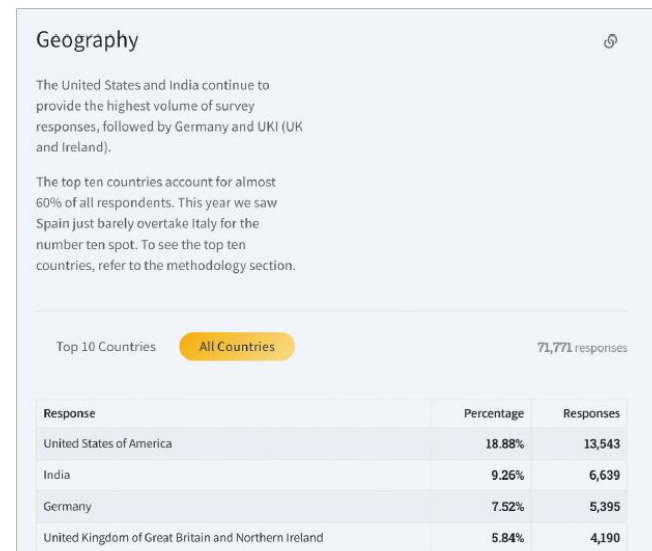 Geography
The United States and India continue to
provide the highest volume of survey
responses, followed by Germany and UKI (UK
and Ireland).
The top ten countries account for almost
60% of all respondents. This year we saw
Spain just barely overtake Italy for the
number ten spot. To see the top ten
countries, refer to the methodology section.
Top 10 Countries All Countries 71,771 responses
Response Percentage Responses
United States of America 18.88% 13,543
India 9.26% 6,639
Germany 7.52% 5,395
United Kingdom of Great Britain and Northern Ireland 5.84% 4,190